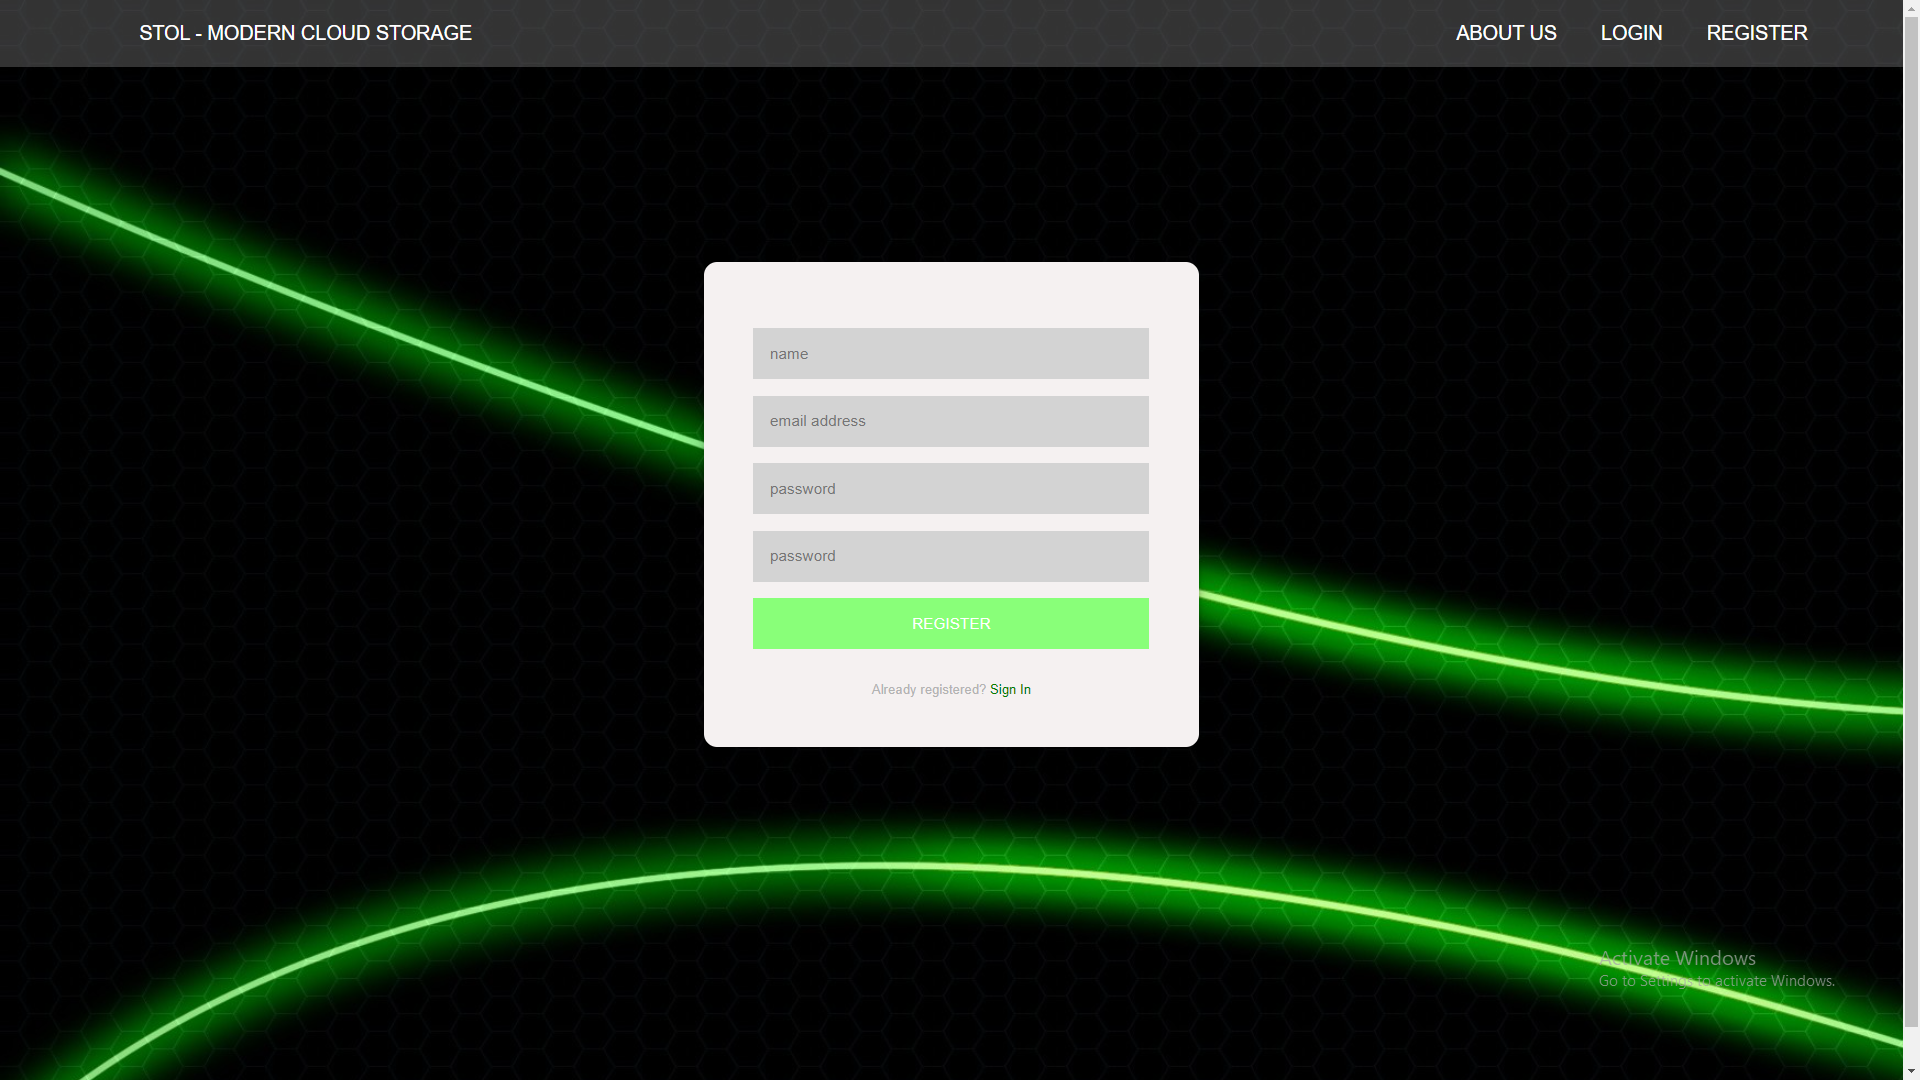 STOL - MODERN CLOUD STORAGE
ABOUT US
LOGIN
REGISTER
name
email address
password
password
REGISTER
Already registered? Sign In
Activate Windows
Go to Settings to activate Windows.